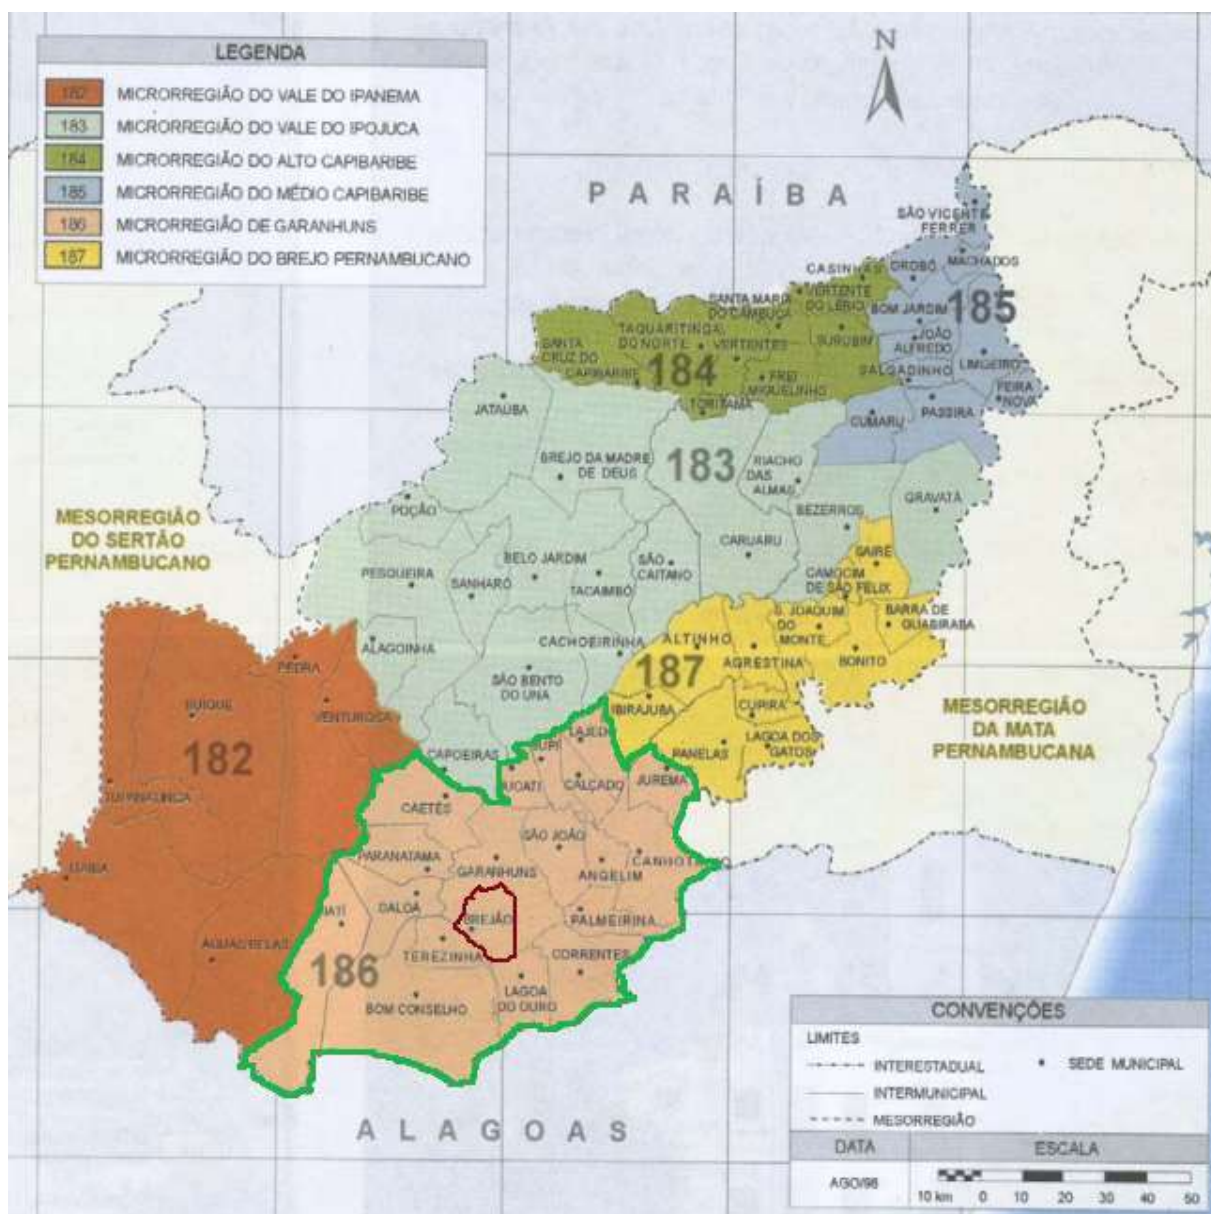 LEGENDA
182 MICRORREGIÃO DO VALE DO IPANEMA
183 MICRORREGIÃO DO VALE DO IPOJUCA
184 MICRORREGIÃO DO ALTO CAPIBARIBE
185 MICRORREGIÃO DO MÉDIO CAPIBARIBE
186 MICRORREGIÃO DE GARANHUNS
187 MICRORREGIÃO DO BREJO PERNAMBUCANO
N
PARAÍBA
SÃO VICENTE
FERRER
MACHADOS
CASINHAS
OROBÓ
SANTA MARIA
DO CAMBUCÁ
VERTENTE
DO LÉRIO
BOM JARDIM
185
TAQUARITINGA
DO NORTE
VERTENTES
SURUBIM
JOÃO
ALFREDO
LIMOEIRO
SANTA
CRUZ DO
CAPIBARIBE
184
FREI
MIGUELINHO
SALGADINHO
FEIRA
NOVA
JATAÚBA
TORITAMA
CUMARU
PASSIRA
BREJO DA MADRE
DE DEUS
183
RIACHO
DAS
ALMAS
GRAVATÁ
POÇÃO
BEZERROS
MESORREGIÃO
DO SERTÃO
PERNAMBUCANO
PESQUEIRA
SANHARÓ
BELO JARDIM
TACAIMBÓ
SÃO
CAITANO
CARUARU
SAIRÉ
CAMOCIM
DE SÃO FÉLIX
S. JOAQUIM
DO
MONTE
BARRA DE
GUABIRABA
ALAGOINHA
CACHOEIRINHA
ALTINHO
AGRESTINA
BONITO
PEDRA
SÃO BENTO
DO UNA
187
IBIRAJUBA
CUPIRA
MESORREGIÃO
DA MATA
PERNAMBUCANA
BUIQUE
VENTUROSA
182
CAPOEIRAS
JUPI
LAJEDO
PANELAS
LAGOA DOS
GATOS
TUPANATINGA
JUCATI
CALÇADO
JUREMA
CAETÉS
SÃO JOÃO
ITAIBA
PARANATAMA
GARANHUNS
ANGELIM
CANHOTINHO
IATI
SALOÁ
BREJÃO
PALMEIRINA
ÁGUAS BELAS
186
TEREZINHA
CORRENTES
BOM CONSELHO
LAGOA
DO OURO
ALAGOAS
CONVENÇÕES
LIMITES
INTERESTADUAL
SEDE MUNICIPAL
INTERMUNICIPAL
MESORREGIÃO
DATA
ESCALA
AGO/98
10 km 0 10 20 30 40 50